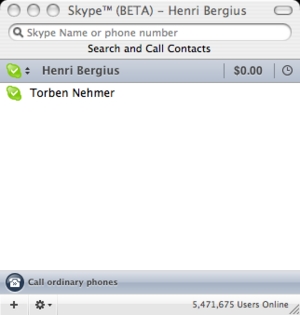 Skype™ (BETA) – Henri Bergius
Skype Name or phone number
Search and Call Contacts
Henri Bergius $0.00
Torben Nehmer
Call ordinary phones
5,471,675 Users Online